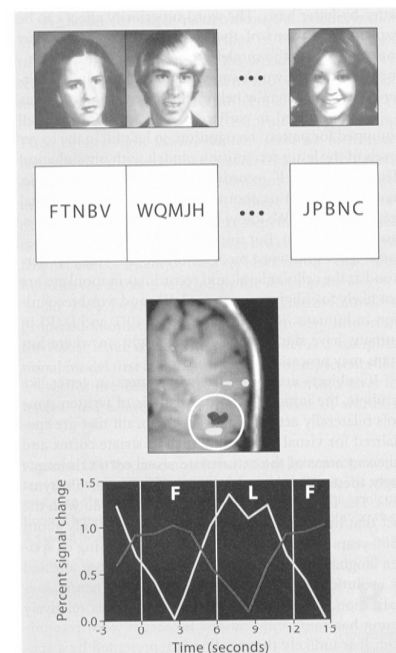 FTNBV WQMJH ••• JPBNC
Percent signal change
1.5
1.0
0.5
0.0
F L F
-3 0 3 6 9 12 15
Time (seconds)